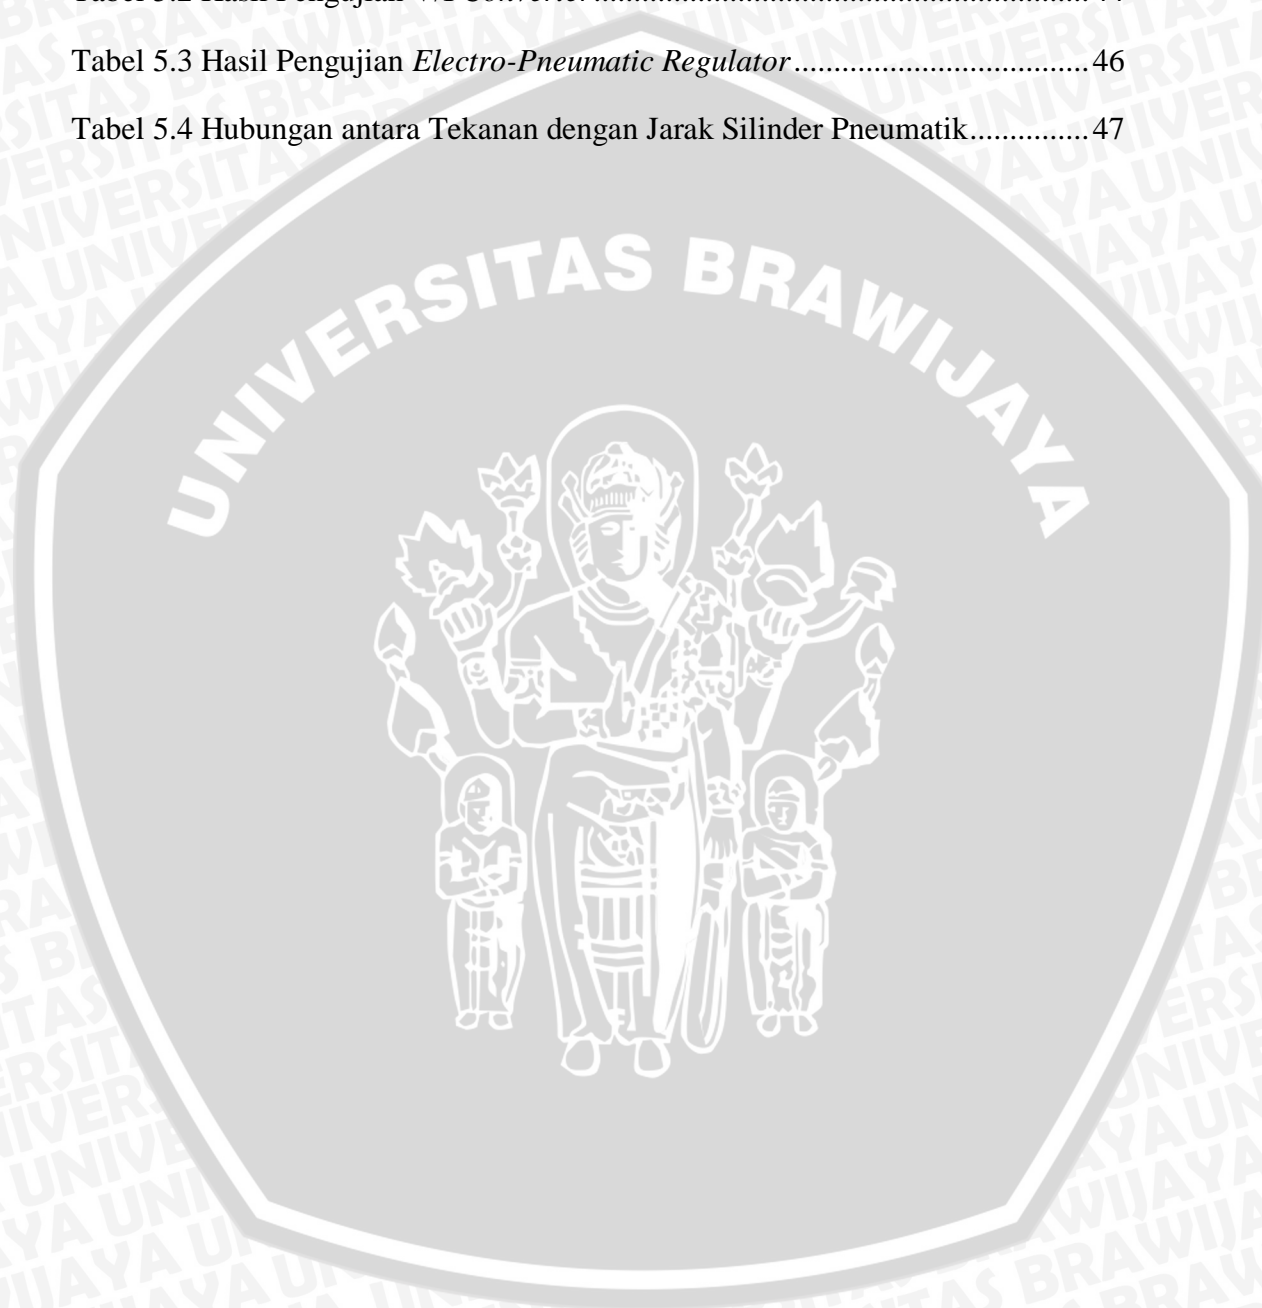 Tabel 5.3 Hasil Pengujian Electro-Pneumatic Regulator.....................................46
Tabel 5.4 Hubungan antara Tekanan dengan Jarak Silinder Pneumatik...............47
UNIVERSITAS BRAWIJAYA